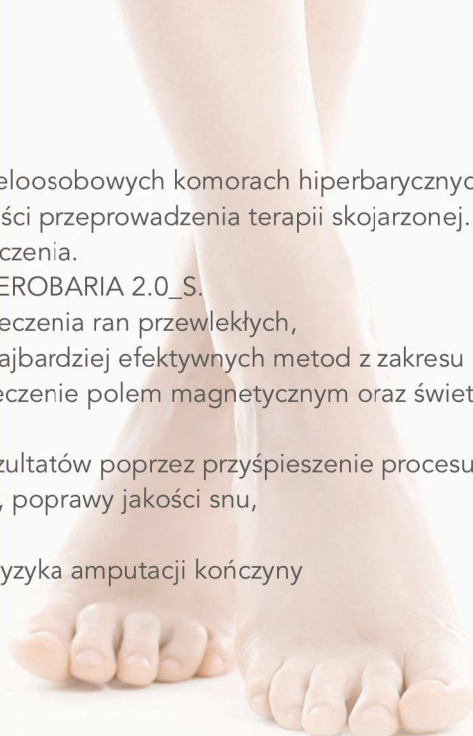 eloosobowych komorach hiperbarycznyc
ści przeprowadzenia terapii skojarzonej.
czenia.
EROBARIA 2.0_S.
eczenia ran przewlekłych,
ajbardziej efektywnych metod z zakresu
eczenie polem magnetycznym oraz świet
zultatów poprzez przyśpieszenie procesu
, poprawy jakości snu,
yzyka amputacji kończyny